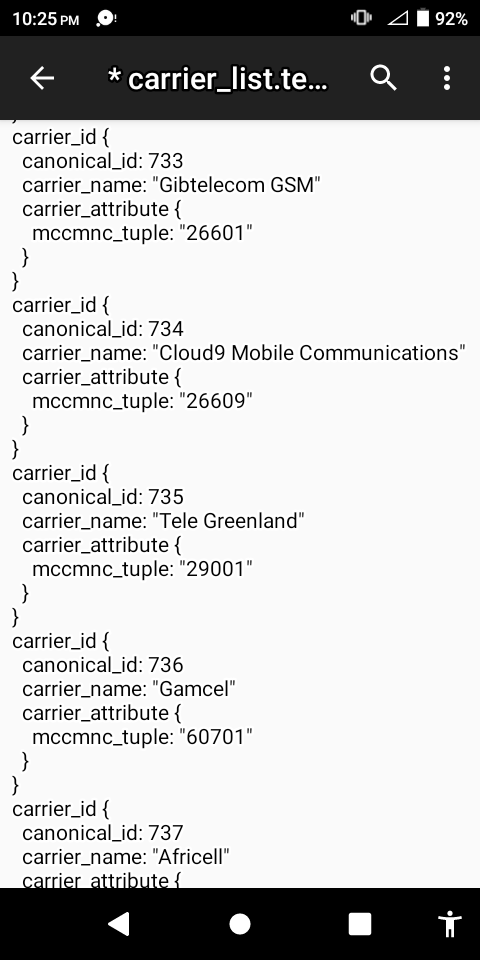 10:25 PM 92%
* carrier_list.te...
carrier_id {
canonical_id: 733
carrier_name: "Gibtelecom GSM"
carrier_attribute {
mccmnc_tuple: "26601"
}
}
carrier_id {
canonical_id: 734
carrier_name: "Cloud9 Mobile Communications"
carrier_attribute {
mccmnc_tuple: "26609"
}
}
carrier_id {
canonical_id: 735
carrier_name: "Tele Greenland"
carrier_attribute {
mccmnc_tuple: "29001"
}
}
carrier_id {
canonical_id: 736
carrier_name: "Gamcel"
carrier_attribute {
mccmnc_tuple: "60701"
}
}
carrier_id {
canonical_id: 737
carrier_name: "Africell"
carrier_attribute {